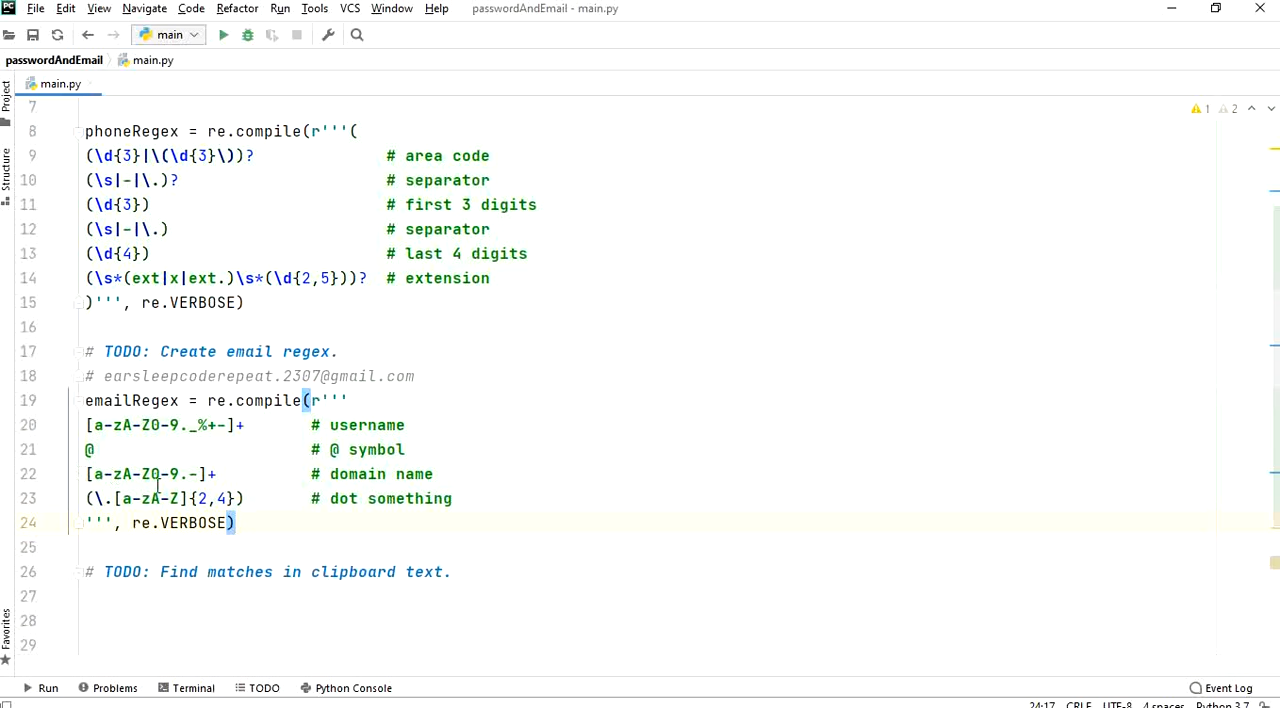 File Edit View Navigate Code Refactor Run Tools VCS Window Help passwordAndEmail - main.py
main
passwordAndEmail main.py
main.py
1 2
Project
Structure
Favorites
7
8 phoneRegex = re.compile(r'''(
9 (\d{3}|\(\d{3}\))? # area code
10 (\s|-|\.)? # separator
11 (\d{3}) # first 3 digits
12 (\s|-|\.) # separator
13 (\d{4}) # last 4 digits
14 (\s*(ext|x|ext.)\s*(\d{2,5}))? # extension
15 )''', re.VERBOSE)
16
17 # TODO: Create email regex.
18 # earsleepcoderepeat.2307@gmail.com
19 emailRegex = re.compile(r'''
20 [a-zA-Z0-9._%+-]+ # username
21 @ # @ symbol
22 [a-zA-Z0-9.-]+ # domain name
23 (\.[a-zA-Z]{2,4}) # dot something
24 ''', re.VERBOSE)
25
26 # TODO: Find matches in clipboard text.
27
28
29
Run Problems Terminal TODO Python Console Event Log
24:17 CRLF UTF-8 4 spaces Python 3.7